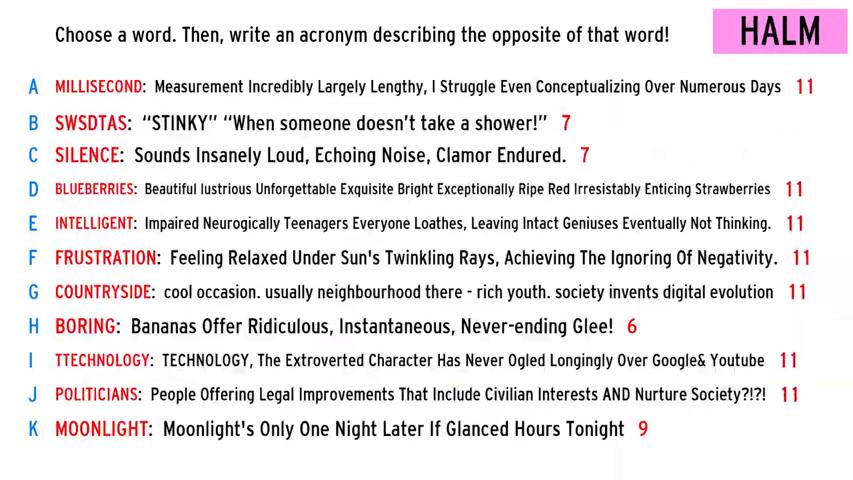 Choose a word. Then, write an acronym describing the opposite of that word!
HALM
A MILLISECOND: Measurement Incredibly Largely Lengthy, I Struggle Even Conceptualizing Over Numerous Days 11
B SWSDTAS: “STINKY” “When someone doesn’t take a shower!” 7
C SILENCE: Sounds Insanely Loud, Echoing Noise, Clamor Endured. 7
D BLUEBERRIES: Beautiful lustrious Unforgettable Exquisite Bright Exceptionally Ripe Red Irresistably Enticing Strawberries 11
E INTELLIGENT: Impaired Neurogically Teenagers Everyone Loathes, Leaving Intact Geniuses Eventually Not Thinking. 11
F FRUSTRATION: Feeling Relaxed Under Sun's Twinkling Rays, Achieving The Ignoring Of Negativity. 11
G COUNTRYSIDE: cool occasion. usually neighbourhood there - rich youth. society invents digital evolution 11
H BORING: Bananas Offer Ridiculous, Instantaneous, Never-ending Glee! 6
I TTECHNOLOGY: TECHNOLOGY, The Extroverted Character Has Never Ogled Longingly Over Google& Youtube 11
J POLITICIANS: People Offering Legal Improvements That Include Civilian Interests AND Nurture Society?!?! 11
K MOONLIGHT: Moonlight's Only One Night Later If Glanced Hours Tonight 9